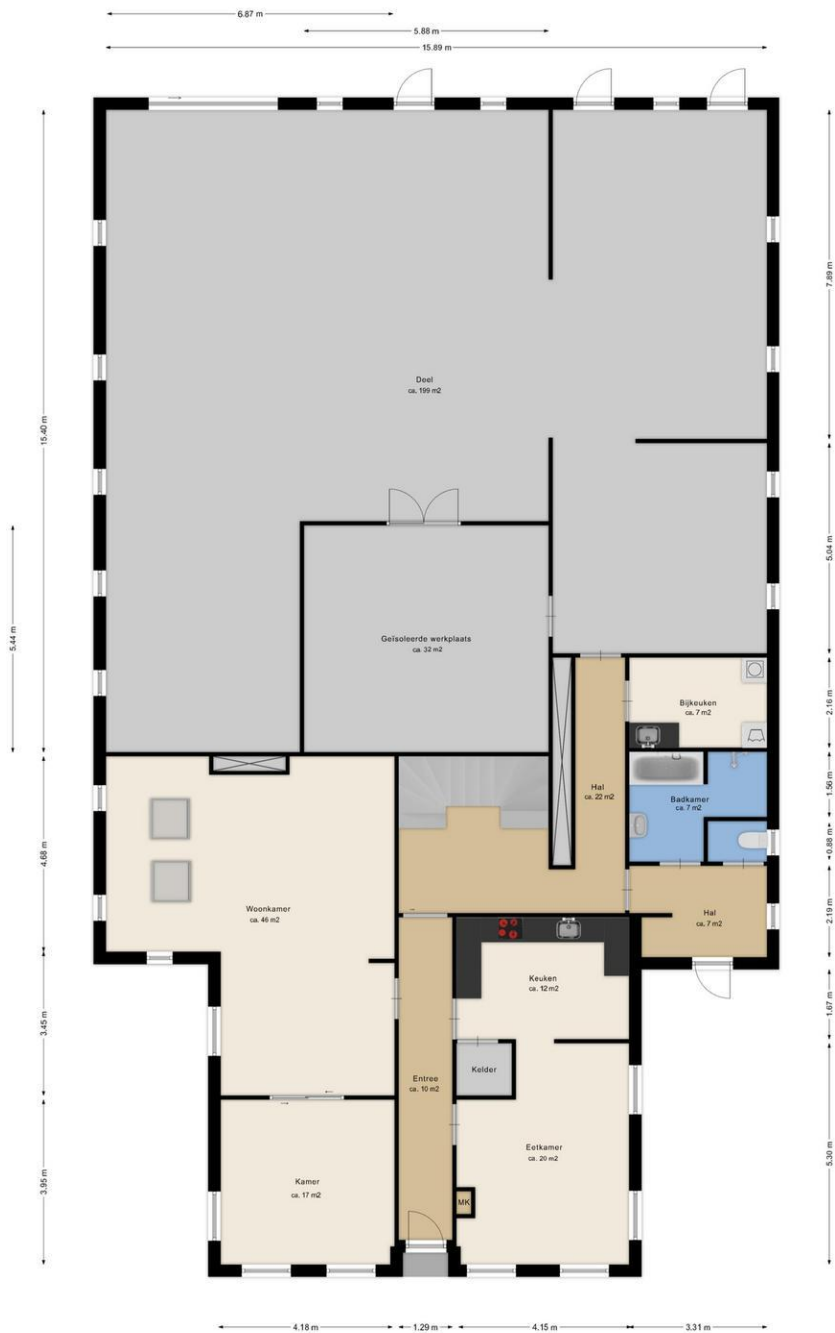 6.87 m
5.88 m
15.89 m
15.40 m
7.89 m
Deel
ca. 199 m2
5.04 m
5.44 m
Geïsoleerde werkplaats
ca. 32 m2
2.16 m
Bijkeuken
ca. 7 m2
1.56 m
Hal
ca. 22 m2
Badkamer
ca. 7 m2
0.88 m
4.68 m
Woonkamer
ca. 46 m2
Hal
ca. 7 m2
2.19 m
Keuken
ca. 12 m2
1.67 m
3.45 m
Kelder
Entree
ca. 10 m2
Eetkamer
ca. 20 m2
5.30 m
Kamer
ca. 17 m2
3.95 m
MK
4.18 m
1.29 m
4.15 m
3.31 m